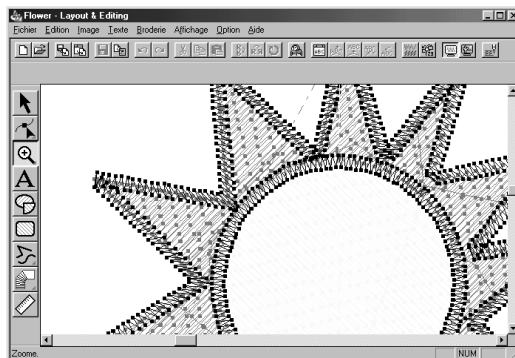 Flower - Layout & Editing
Fichier Edition Image Texte Broderie Affichage Option Aide
A
Zoome.
NUM